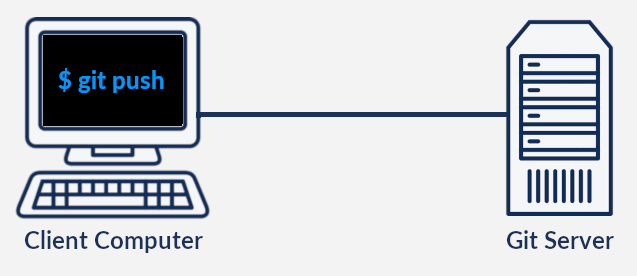 $ git push
Client Computer
Git Server